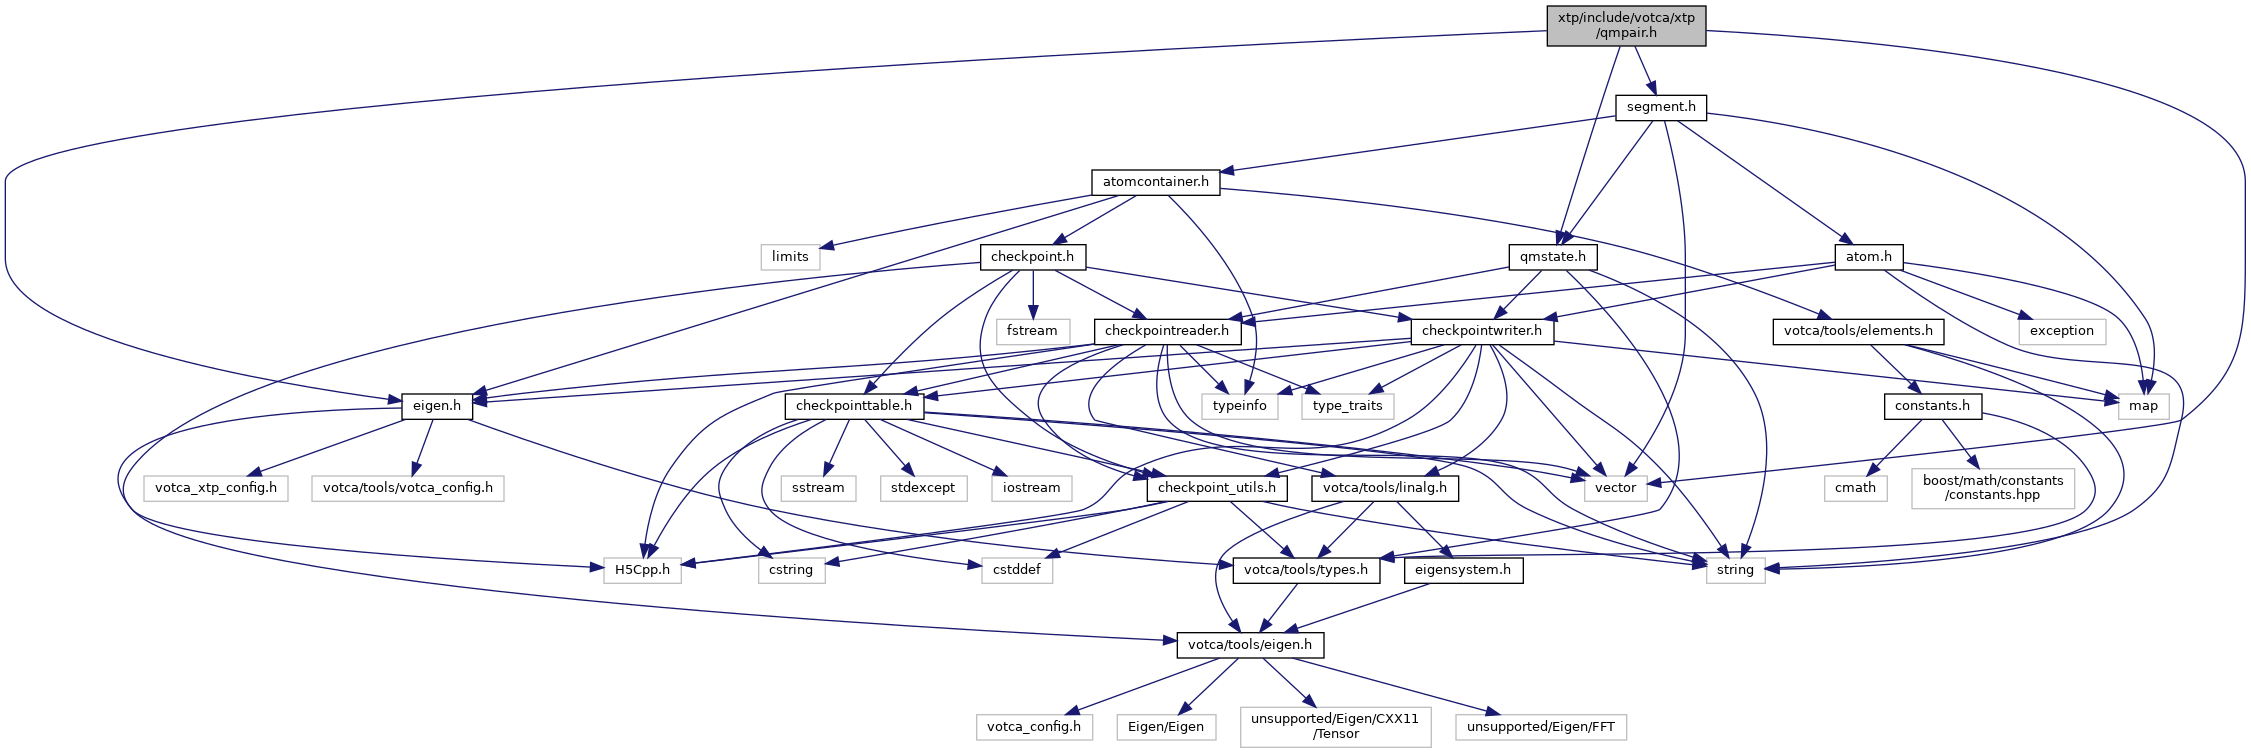 xtp/include/votca/xtp
/qmpair.h
segment.h
atomcontainer.h
limits
checkpoint.h
qmstate.h
atom.h
fstream
checkpointreader.h
checkpointwriter.h
votca/tools/elements.h
exception
eigen.h
checkpointtable.h
typeinfo
type_traits
constants.h
map
votca_xtp_config.h
votca/tools/votca_config.h
sstream
stdexcept
iostream
checkpoint_utils.h
votca/tools/linalg.h
vector
cmath
boost/math/constants
/constants.hpp
H5Cpp.h
cstring
cstddef
votca/tools/types.h
eigensystem.h
string
votca/tools/eigen.h
votca_config.h
Eigen/Eigen
unsupported/Eigen/CXX11
/Tensor
unsupported/Eigen/FFT